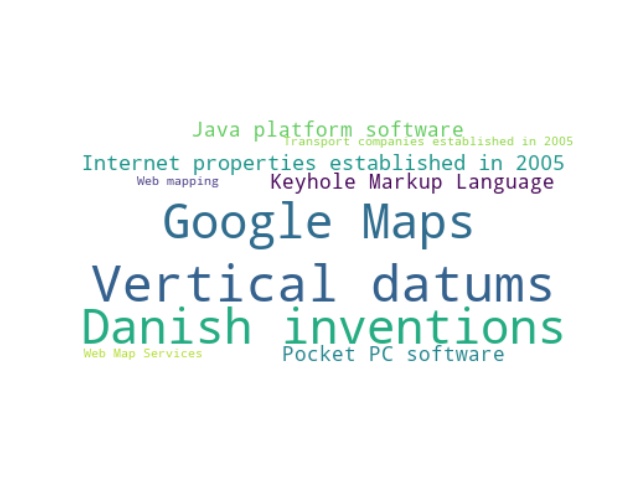 Java platform software
Transport companies established in 2005
Internet properties established in 2005
Web mapping
Keyhole Markup Language
Google Maps
Vertical datums
Danish inventions
Web Map Services
Pocket PC software